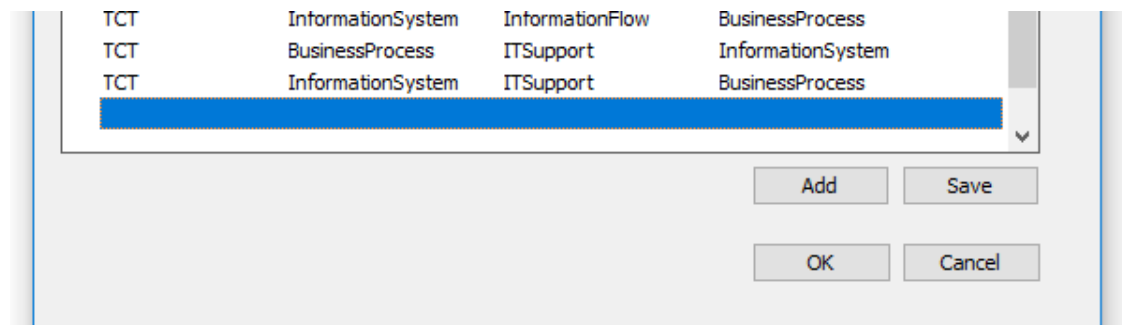 TCT InformationSystem InformationFlow BusinessProcess
TCT BusinessProcess ITSupport InformationSystem
TCT InformationSystem ITSupport BusinessProcess
Add Save
OK Cancel